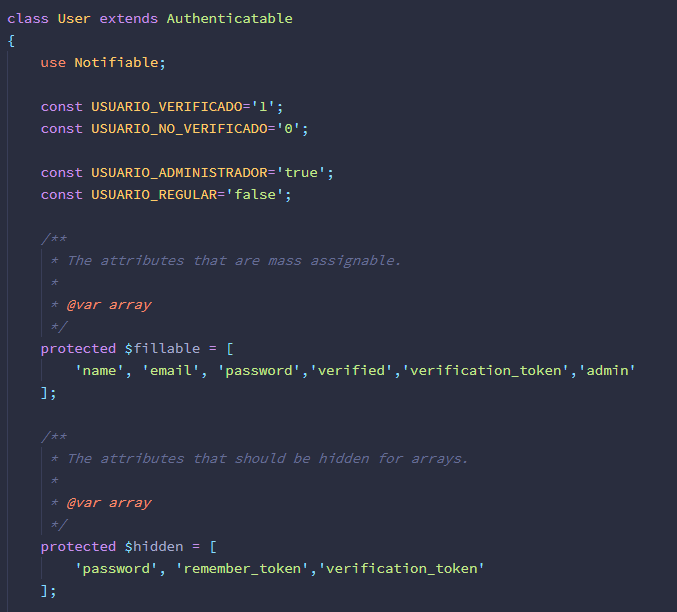 class User extends Authenticatable
{
    use Notifiable;
    const USUARIO_VERIFICADO='1';
    const USUARIO_NO_VERIFICADO='0';
    const USUARIO_ADMINISTRADOR='true';
    const USUARIO_REGULAR='false';
    /**
     * The attributes that are mass assignable.
     *
     * @var array
     */
    protected $fillable = [
        'name', 'email', 'password','verified','verification_token','admin'
    ];
    /**
     * The attributes that should be hidden for arrays.
     *
     * @var array
     */
    protected $hidden = [
        'password', 'remember_token','verification_token'
    ];